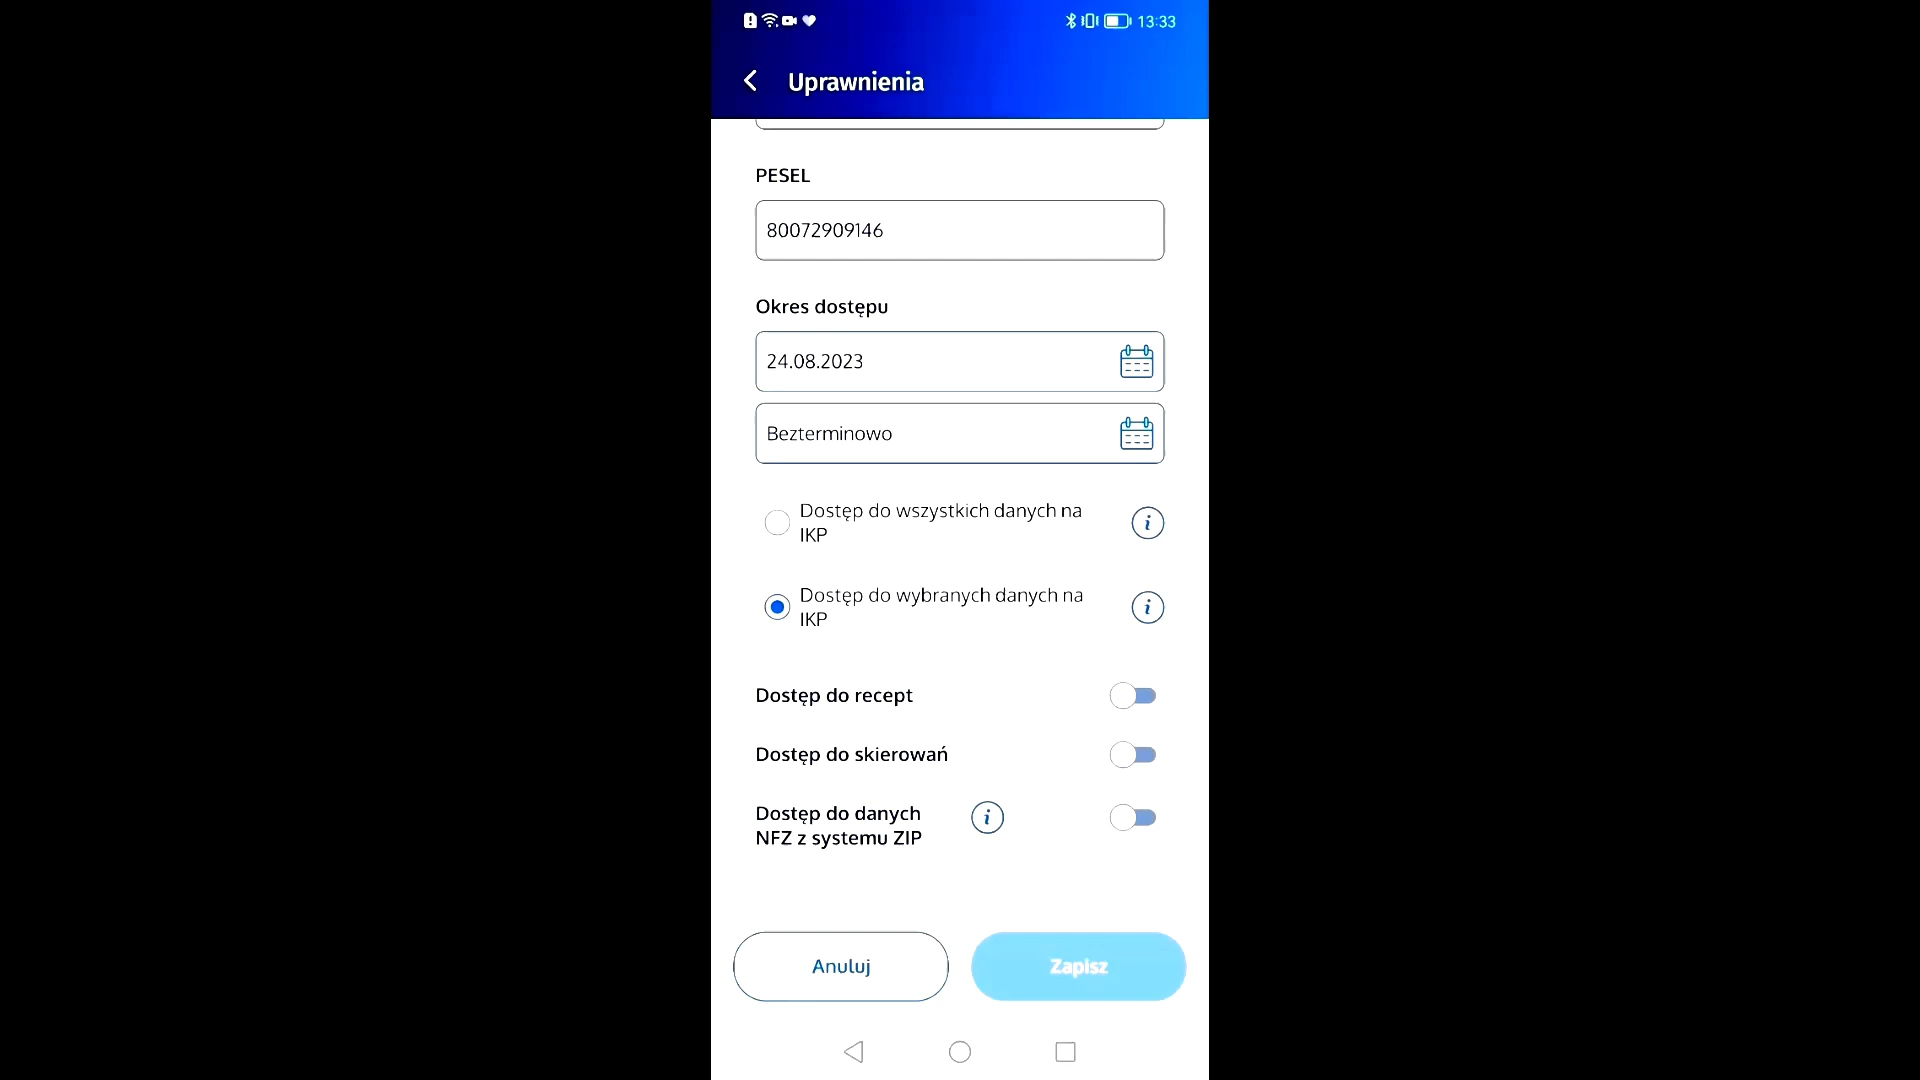 13:33
Uprawnienia
PESEL
80072909146
Okres dostępu
24.08.2023
Bezterminowo
Dostęp do wszystkich danych na
IKP
i
Dostęp do wybranych danych na
IKP
i
Dostęp do recept
Dostęp do skierowań
Dostęp do danych
NFZ z systemu ZIP
i
Anuluj
Zapisz